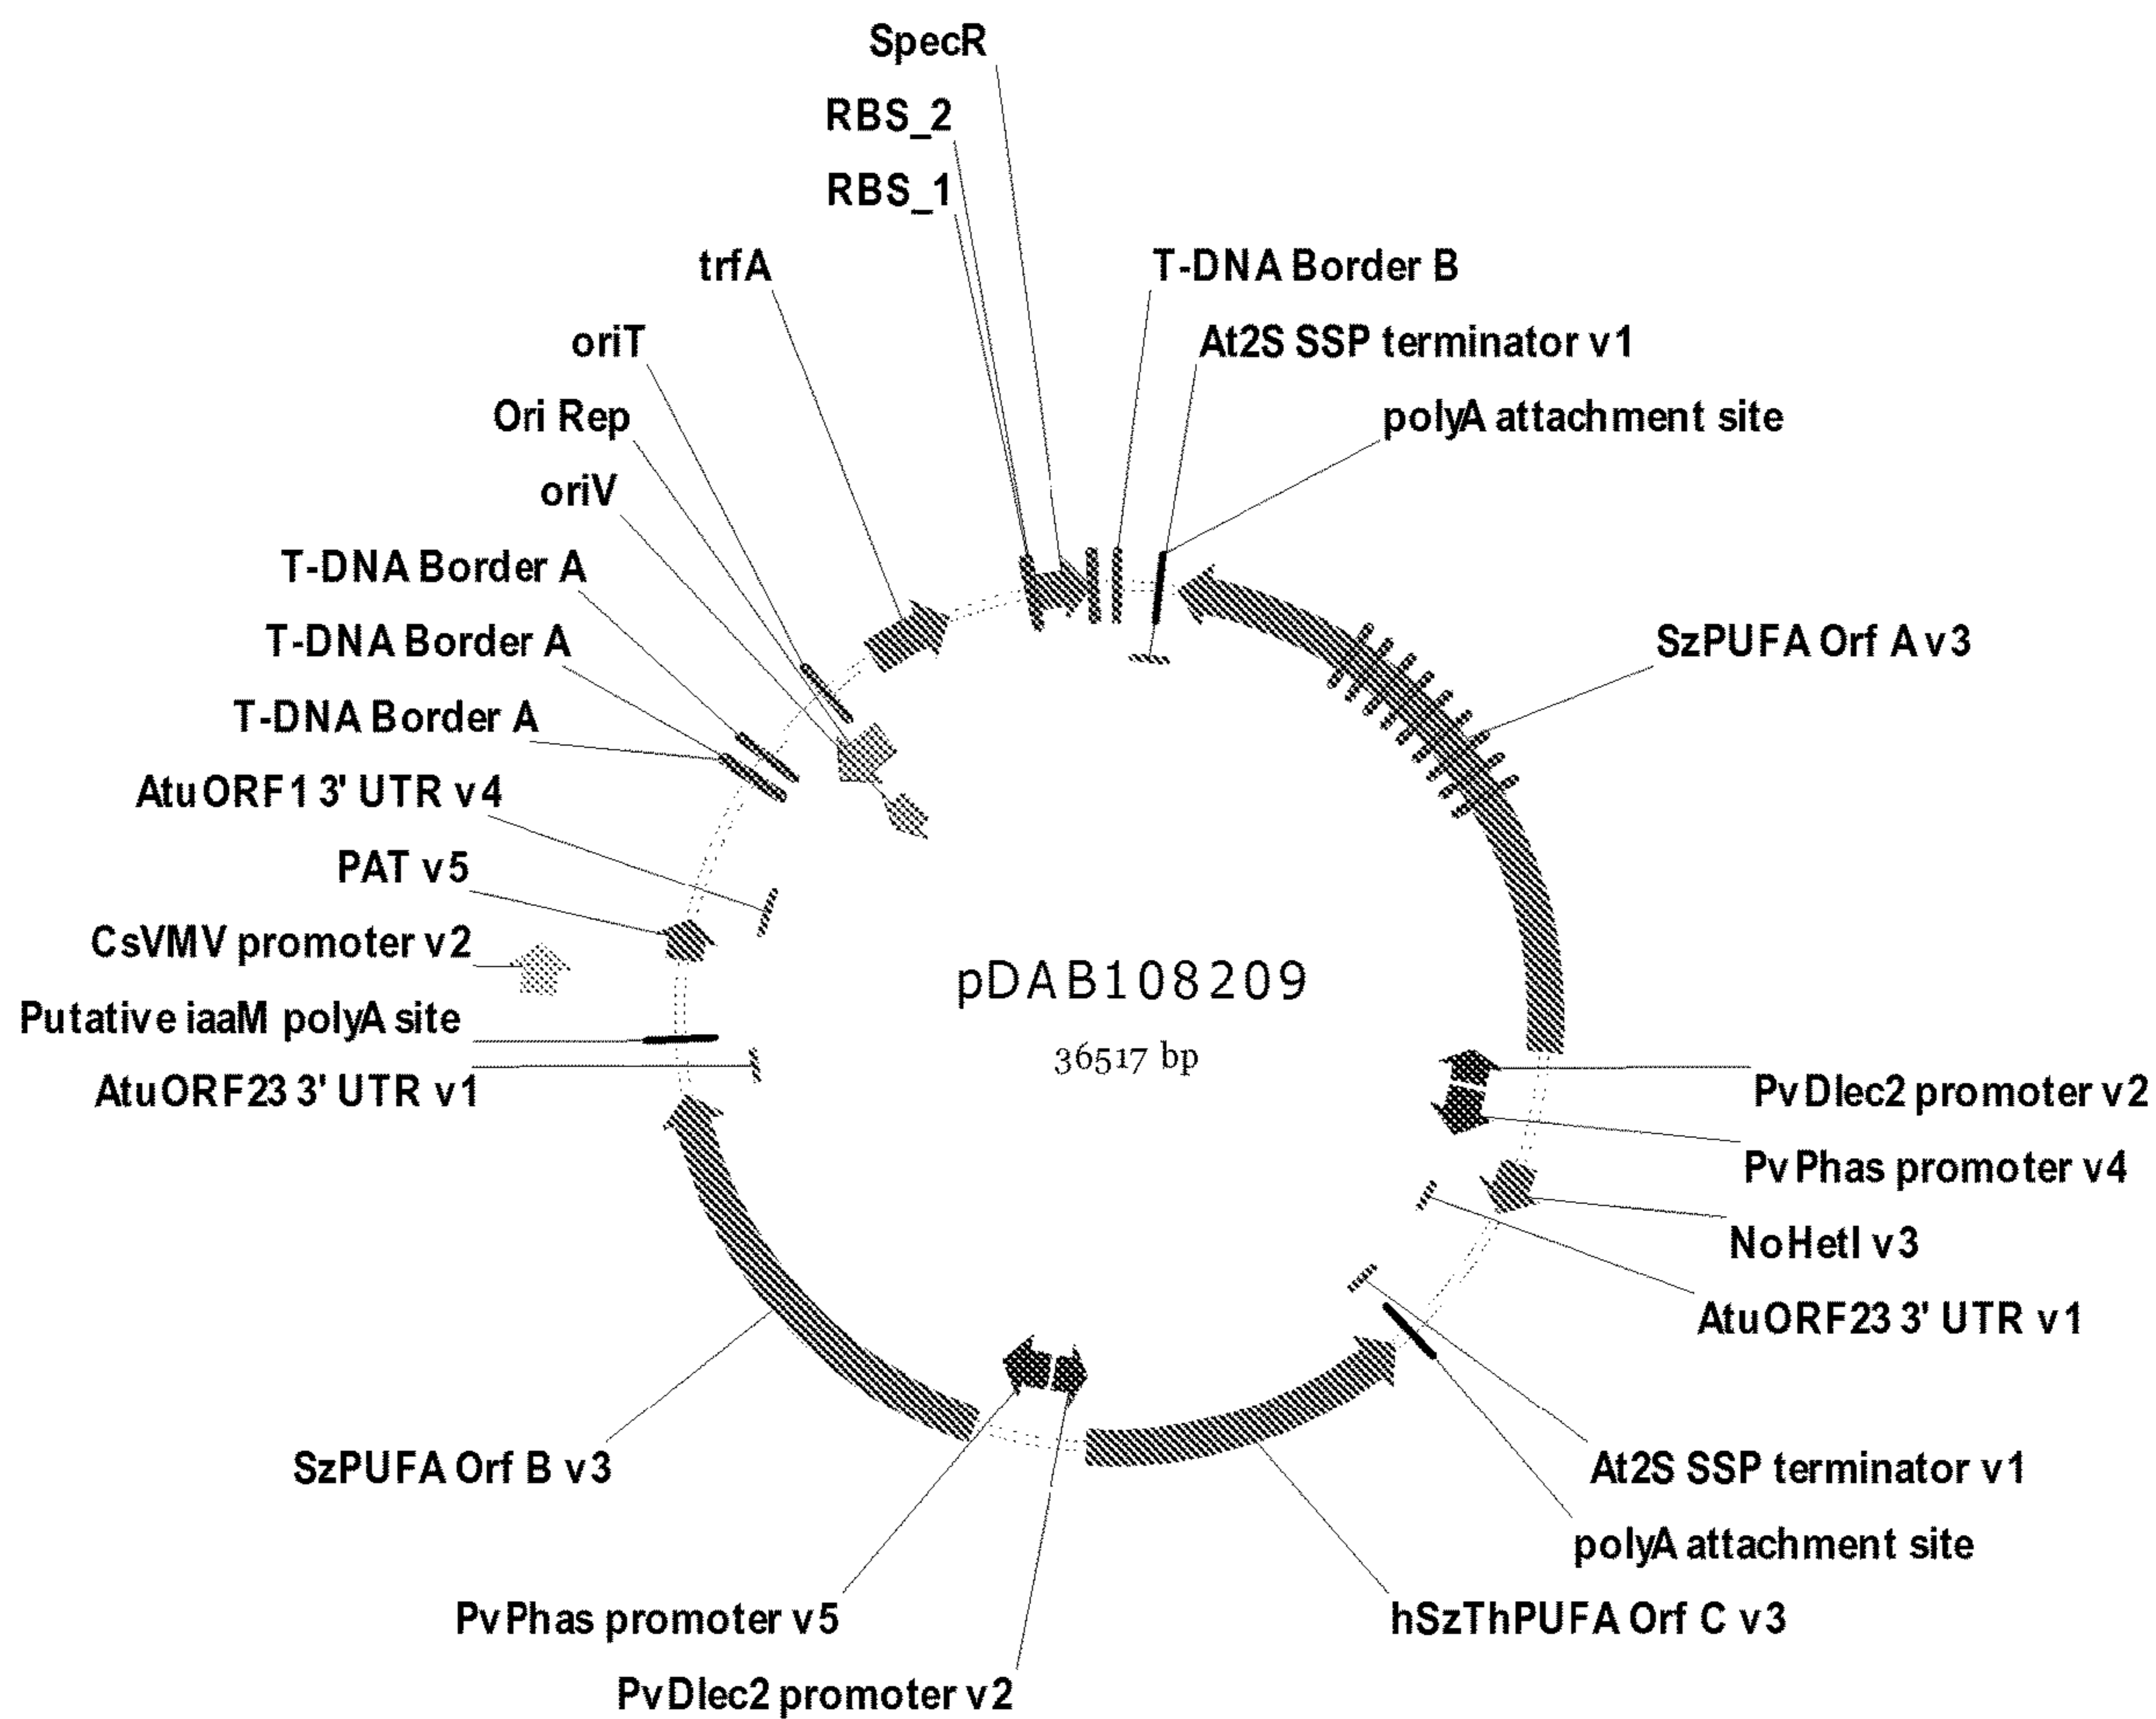 SpecR
RBS_2
RBS_1
trfA
T-DNA Border B
oriT
At2S SSP terminator v1
Ori Rep
polyA attachment site
oriV
T-DNA Border A
T-DNA Border A
SzPUFA Orf A v3
T-DNA Border A
AtuORF1 3' UTR v4
PAT v5
CsVMV promoter v2
pDAB108209
Putative iaaM polyA site
36517 bp
AtuORF23 3' UTR v1
PvDlec2 promoter v2
PvPhas promoter v4
NoHetI v3
AtuORF23 3' UTR v1
SzPUFA Orf B v3
At2S SSP terminator v1
polyA attachment site
PvPhas promoter v5
hSzThPUFA Orf C v3
PvDlec2 promoter v2